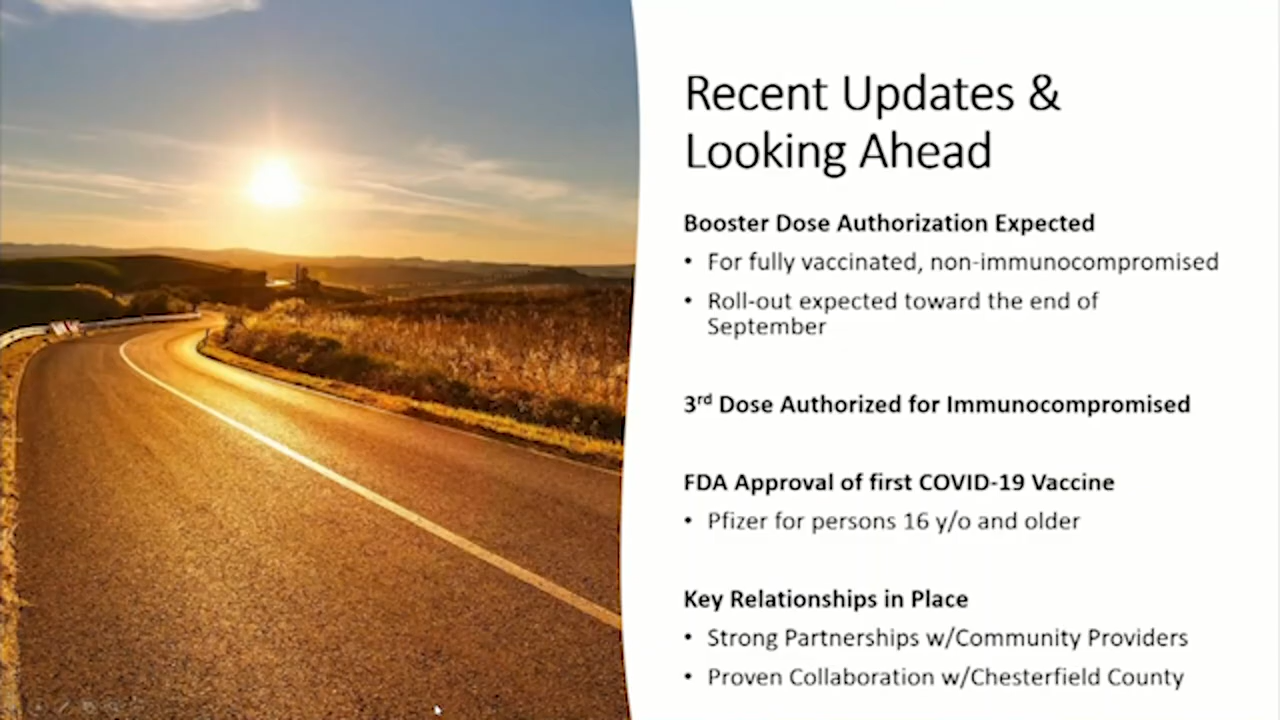 Recent Updates &
Looking Ahead
Booster Dose Authorization Expected
• For fully vaccinated, non-immunocompromised
• Roll-out expected toward the end of
September
3rd Dose Authorized for Immunocompromised
FDA Approval of first COVID-19 Vaccine
• Pfizer for persons 16 y/o and older
Key Relationships in Place
• Strong Partnerships w/Community Providers
• Proven Collaboration w/Chesterfield County